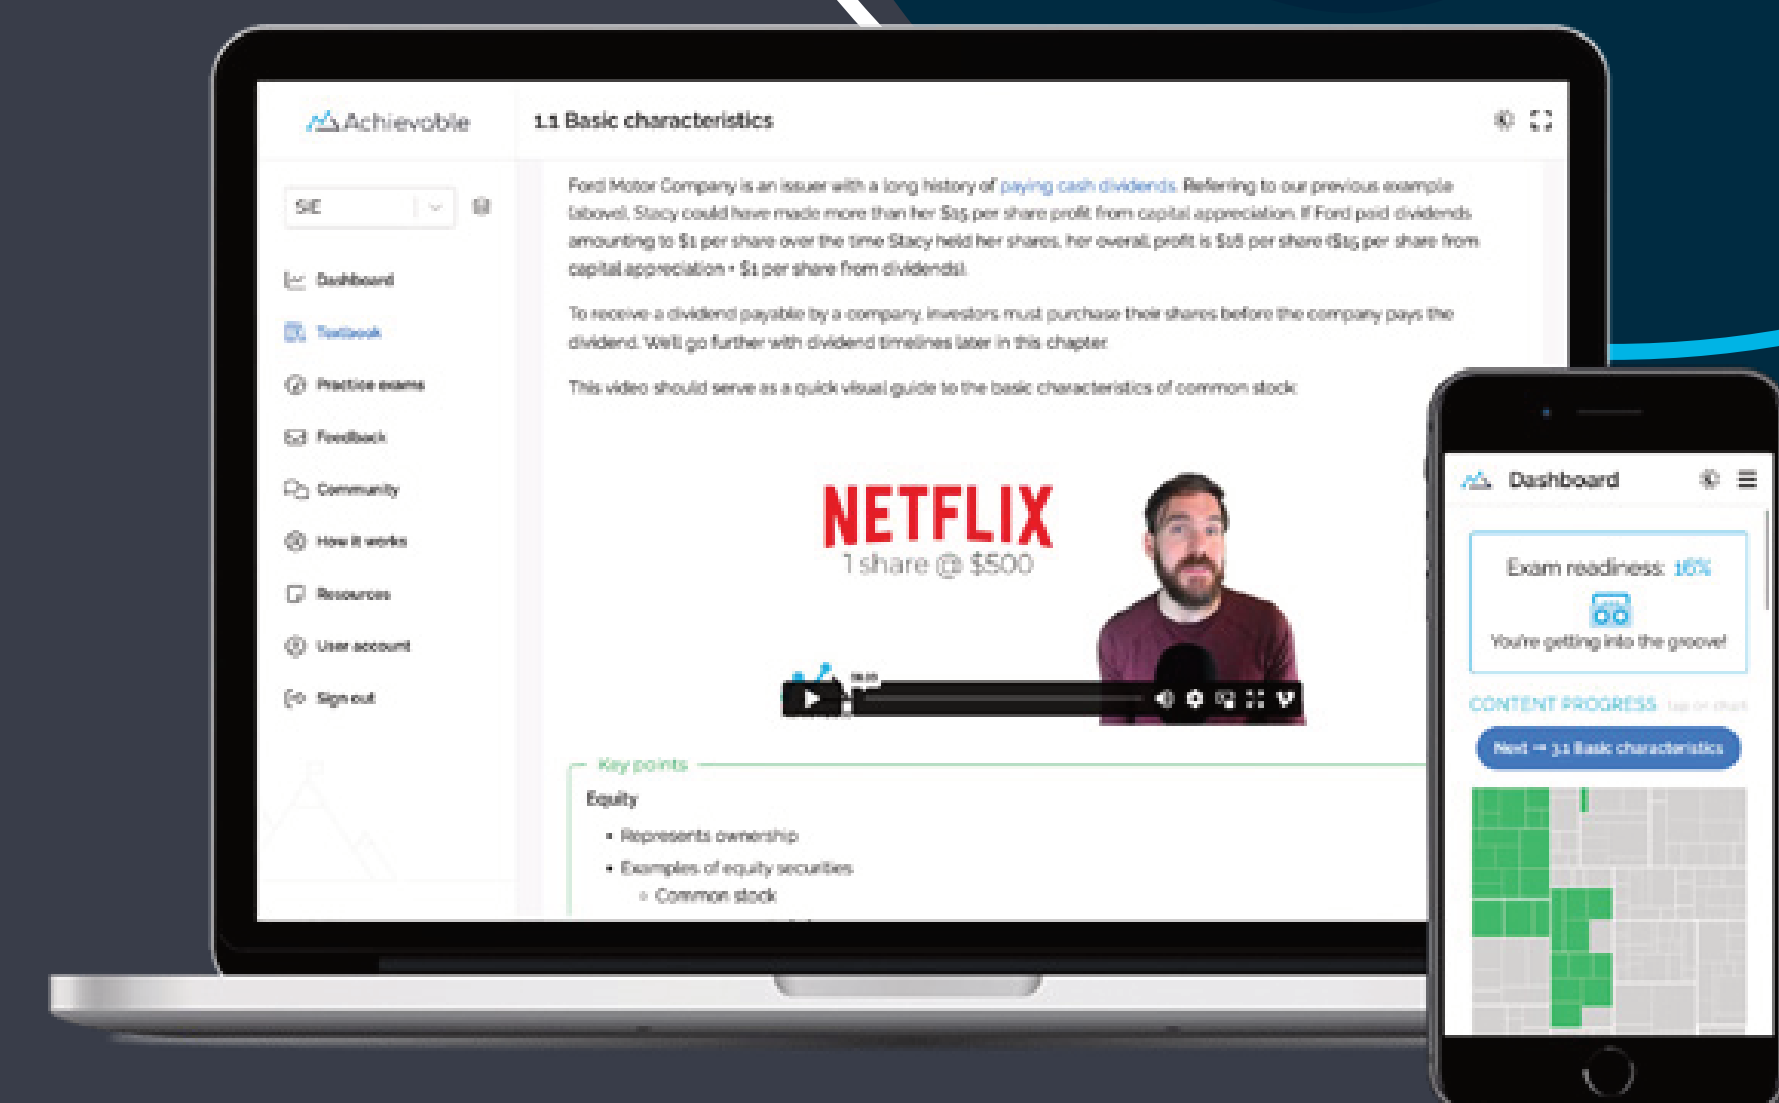 Achievable
1.1 Basic characteristics
SIE
Dashboard
Textbook
Practice exams
Feedback
Community
How it works
Resources
User account
Sign out
Ford Motor Company is an issuer with a long history of paying cash dividends. Referring to our previous example
(above), Stacy could have made more than her $15 per share profit from capital appreciation. If Ford paid dividends
amounting to $1 per share over the time Stacy held her shares, her overall profit is $16 per share ($15 per share from
capital appreciation + $1 per share from dividends).
To receive a dividend payable by a company, investors must purchase their shares before the company pays the
dividend. We'll go further with dividend timelines later in this chapter.
This video should serve as a quick visual guide to the basic characteristics of common stock:
NETFLIX
1 share @ $500
Key points
Equity
• Represents ownership
• Examples of equity securities
○ Common stock
Dashboard
Exam readiness: 16%
You're getting into the groove!
CONTENT PROGRESS tap on chart
Next → 3.1 Basic characteristics